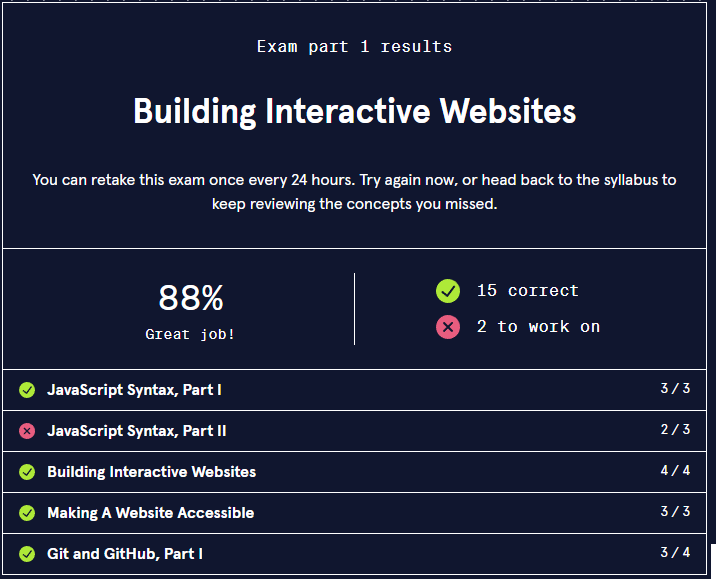 Exam part 1 results
Building Interactive Websites
You can retake this exam once every 24 hours. Try again now, or head back to the syllabus to
keep reviewing the concepts you missed.
88%
Great job!
15 correct
2 to work on
JavaScript Syntax, Part I 3 / 3
JavaScript Syntax, Part II 2 / 3
Building Interactive Websites 4 / 4
Making A Website Accessible 3 / 3
Git and GitHub, Part I 3 / 4